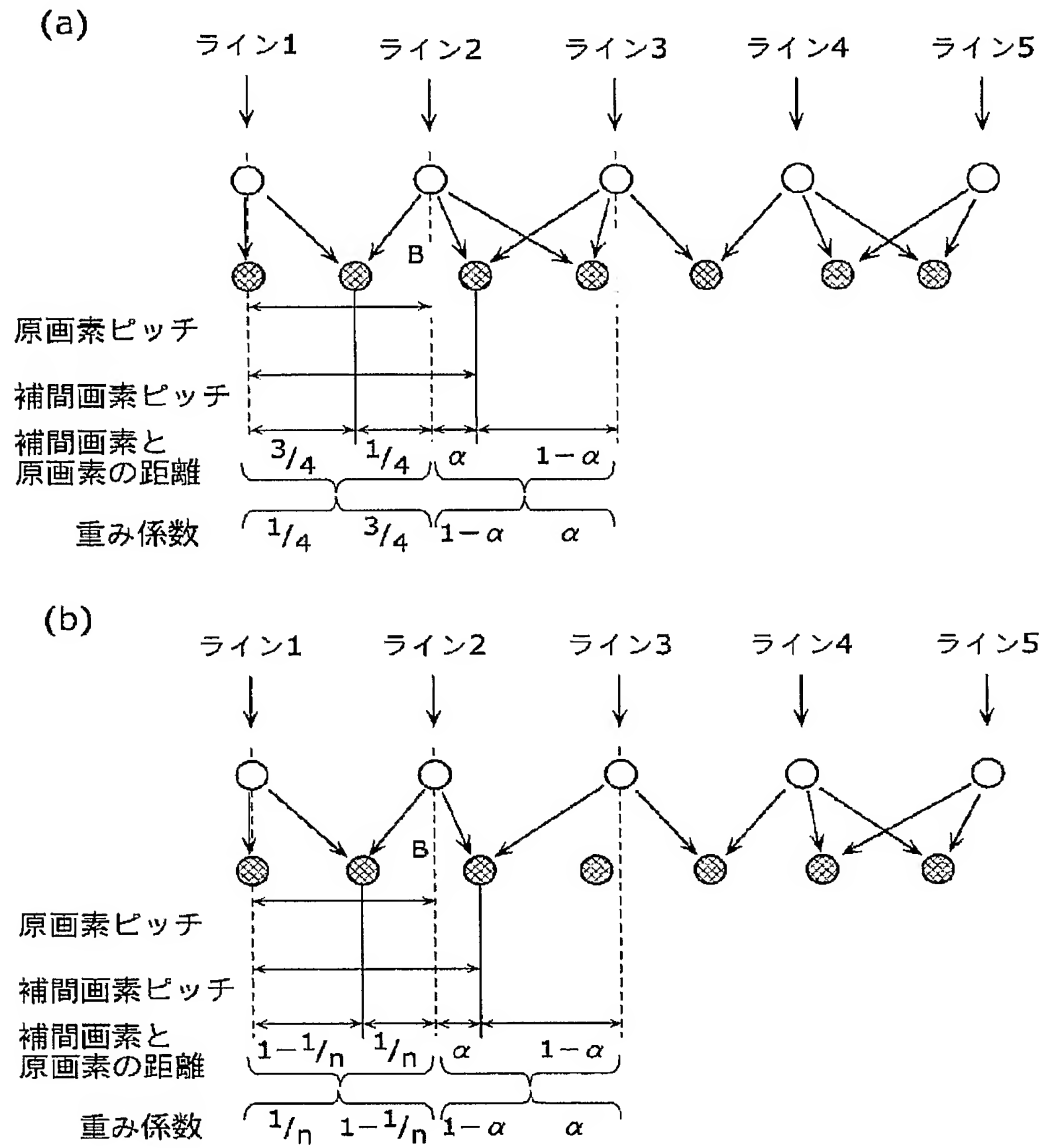 (a)
ライン1 ライン2 ライン3 ライン4 ライン5
B
原画素ピッチ
補間画素ピッチ
補間画素と
原画素の距離 3/4 1/4 α 1-α
重み係数 1/4 3/4 1-α α
(b)
ライン1 ライン2 ライン3 ライン4 ライン5
B
原画素ピッチ
補間画素ピッチ
補間画素と
原画素の距離 1-1/n 1/n α 1-α
重み係数 1/n 1-1/n 1-α α